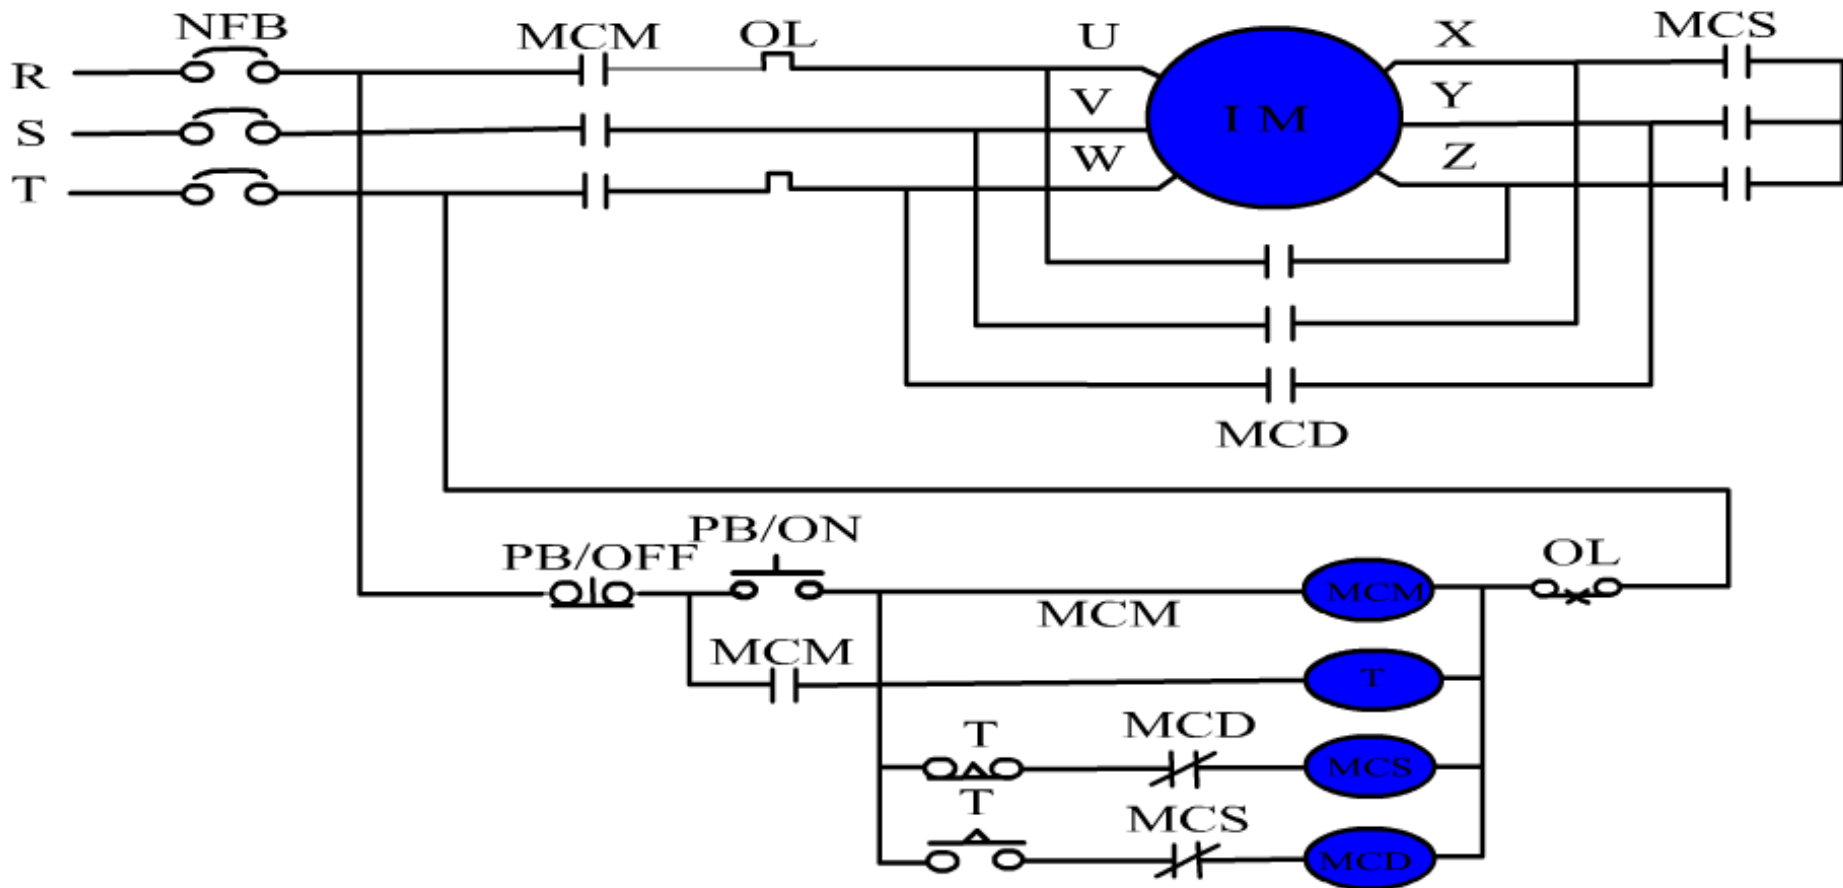 NFB MCM OL U X MCS
R
V Y
I M
S
W Z
T
MCD
PB/ON
PB/OFF OL
MCM
MCM
MCM
T
T MCD
MCS
T MCS
MCD